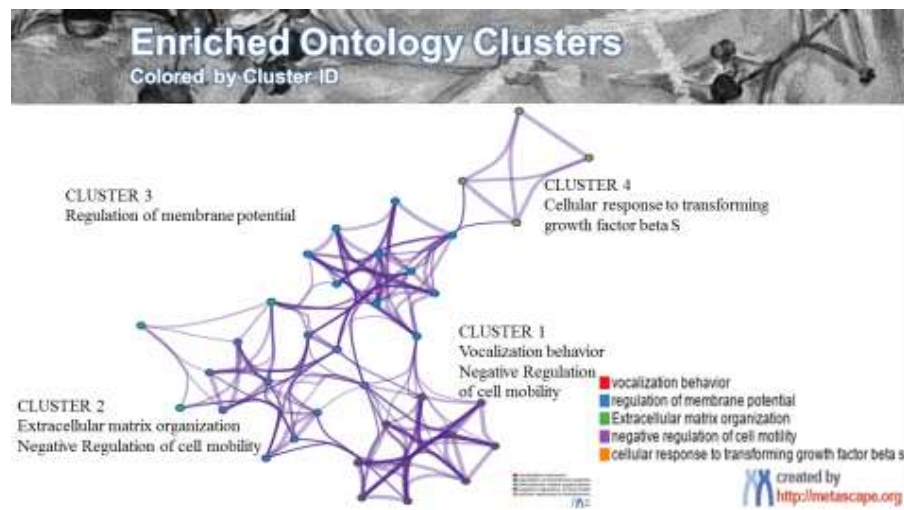 Enriched Ontology Clusters
Colored by Cluster ID
CLUSTER 3
Regulation of membrane potential
CLUSTER 4
Cellular response to transforming
growth factor beta S
CLUSTER 1
Vocalization behavior
Negative Regulation
of cell mobility
CLUSTER 2
Extracellular matrix organization
Negative Regulation of cell mobility
vocalization behavior
regulation of membrane potential
Extracellular matrix organization
negative regulation of cell motility
cellular response to transforming growth factor beta s
created by
http://metascape.org